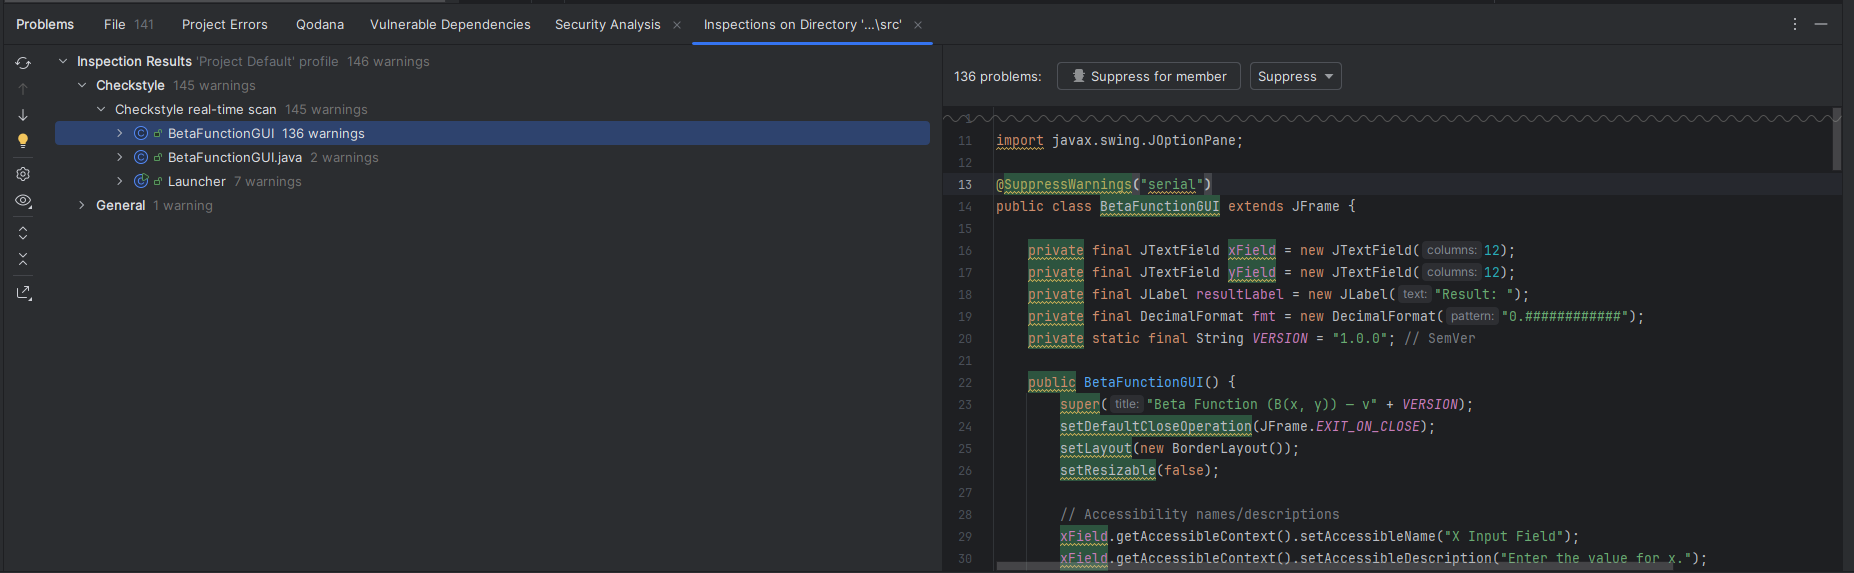 Problems File 141 Project Errors Qodana Vulnerable Dependencies Security Analysis Inspections on Directory '...\src'
Inspection Results 'Project Default' profile 146 warnings
Checkstyle 145 warnings
Checkstyle real-time scan 145 warnings
BetaFunctionGUI 136 warnings
BetaFunctionGUI.java 2 warnings
Launcher 7 warnings
General 1 warning
136 problems: Suppress for member Suppress
1
11 import javax.swing.JOptionPane;
12
13 @SuppressWarnings("serial")
14 public class BetaFunctionGUI extends JFrame {
15
16 private final JTextField xField = new JTextField( columns: 12);
17 private final JTextField yField = new JTextField( columns: 12);
18 private final JLabel resultLabel = new JLabel( text: "Result: ");
19 private final DecimalFormat fmt = new DecimalFormat( pattern: "0.############");
20 private static final String VERSION = "1.0.0"; // SemVer
21
22 public BetaFunctionGUI() {
23 super( title: "Beta Function (B(x, y)) — v" + VERSION);
24 setDefaultCloseOperation(JFrame.EXIT_ON_CLOSE);
25 setLayout(new BorderLayout());
26 setResizable(false);
27
28 // Accessibility names/descriptions
29 xField.getAccessibleContext().setAccessibleName("X Input Field");
30 xField.getAccessibleContext().setAccessibleDescription("Enter the value for x.");